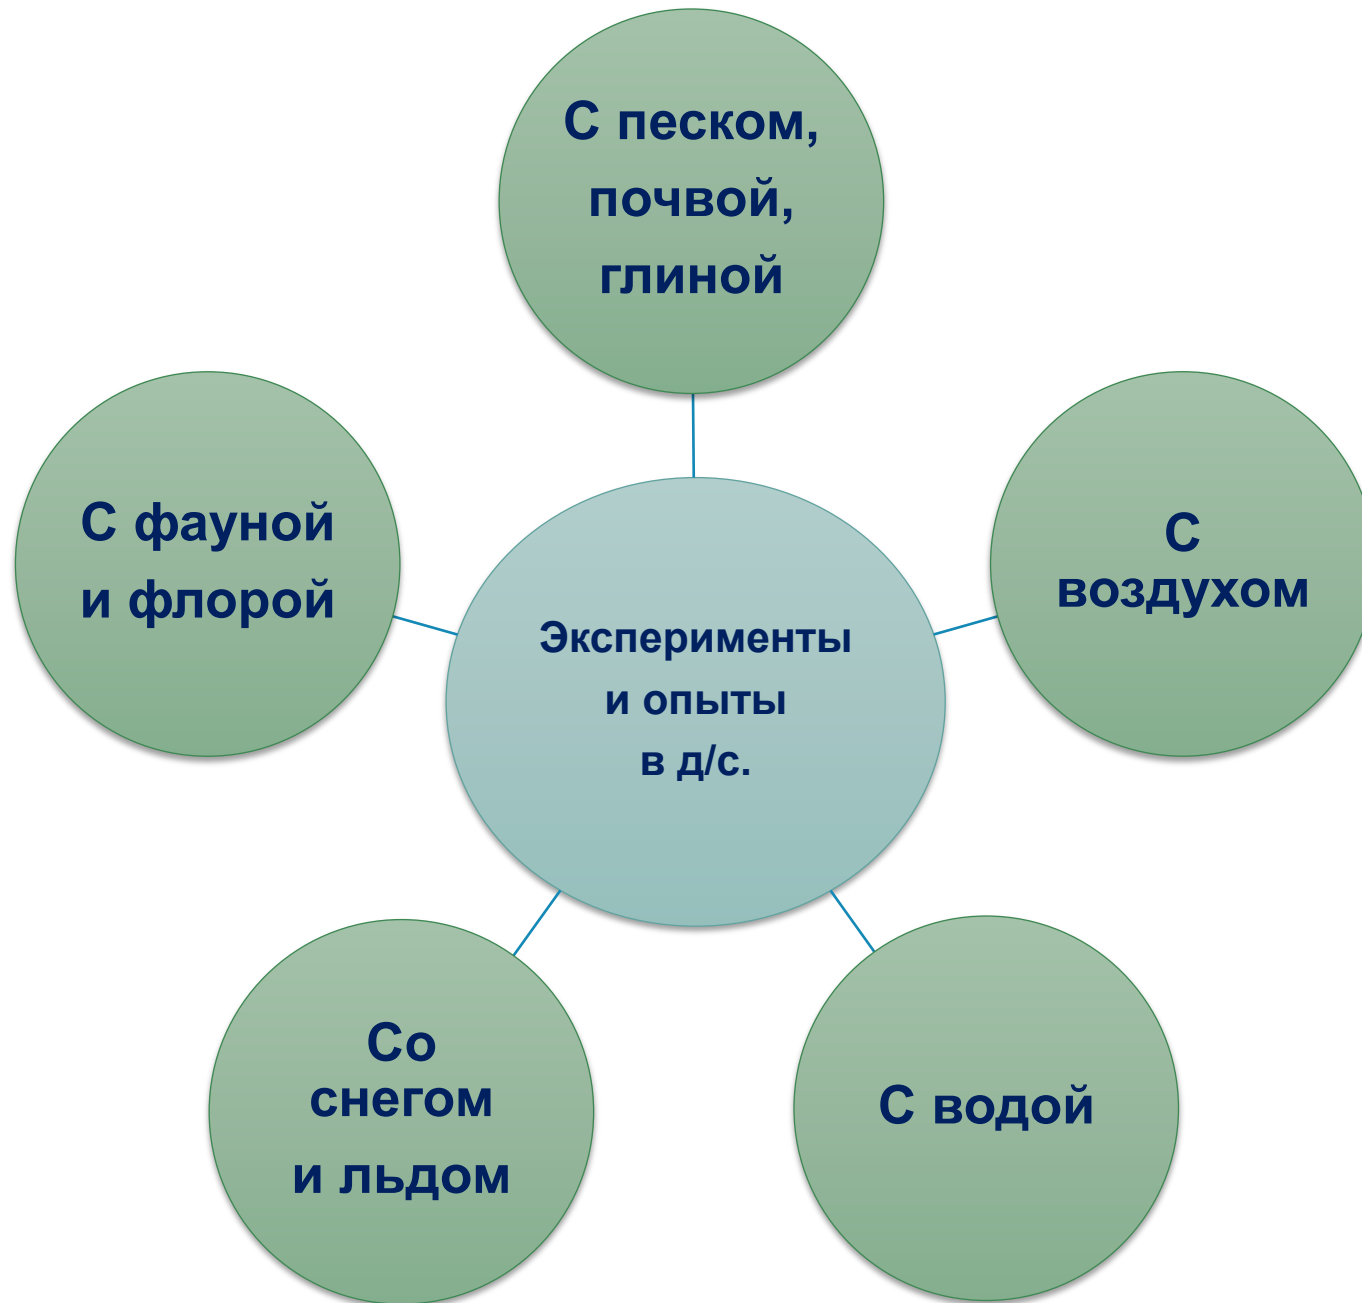 С песком,
почвой,
глиной
С фауной
и флорой
С
воздухом
Эксперименты
и опыты
в д/с.
Со
снегом
и льдом
С водой